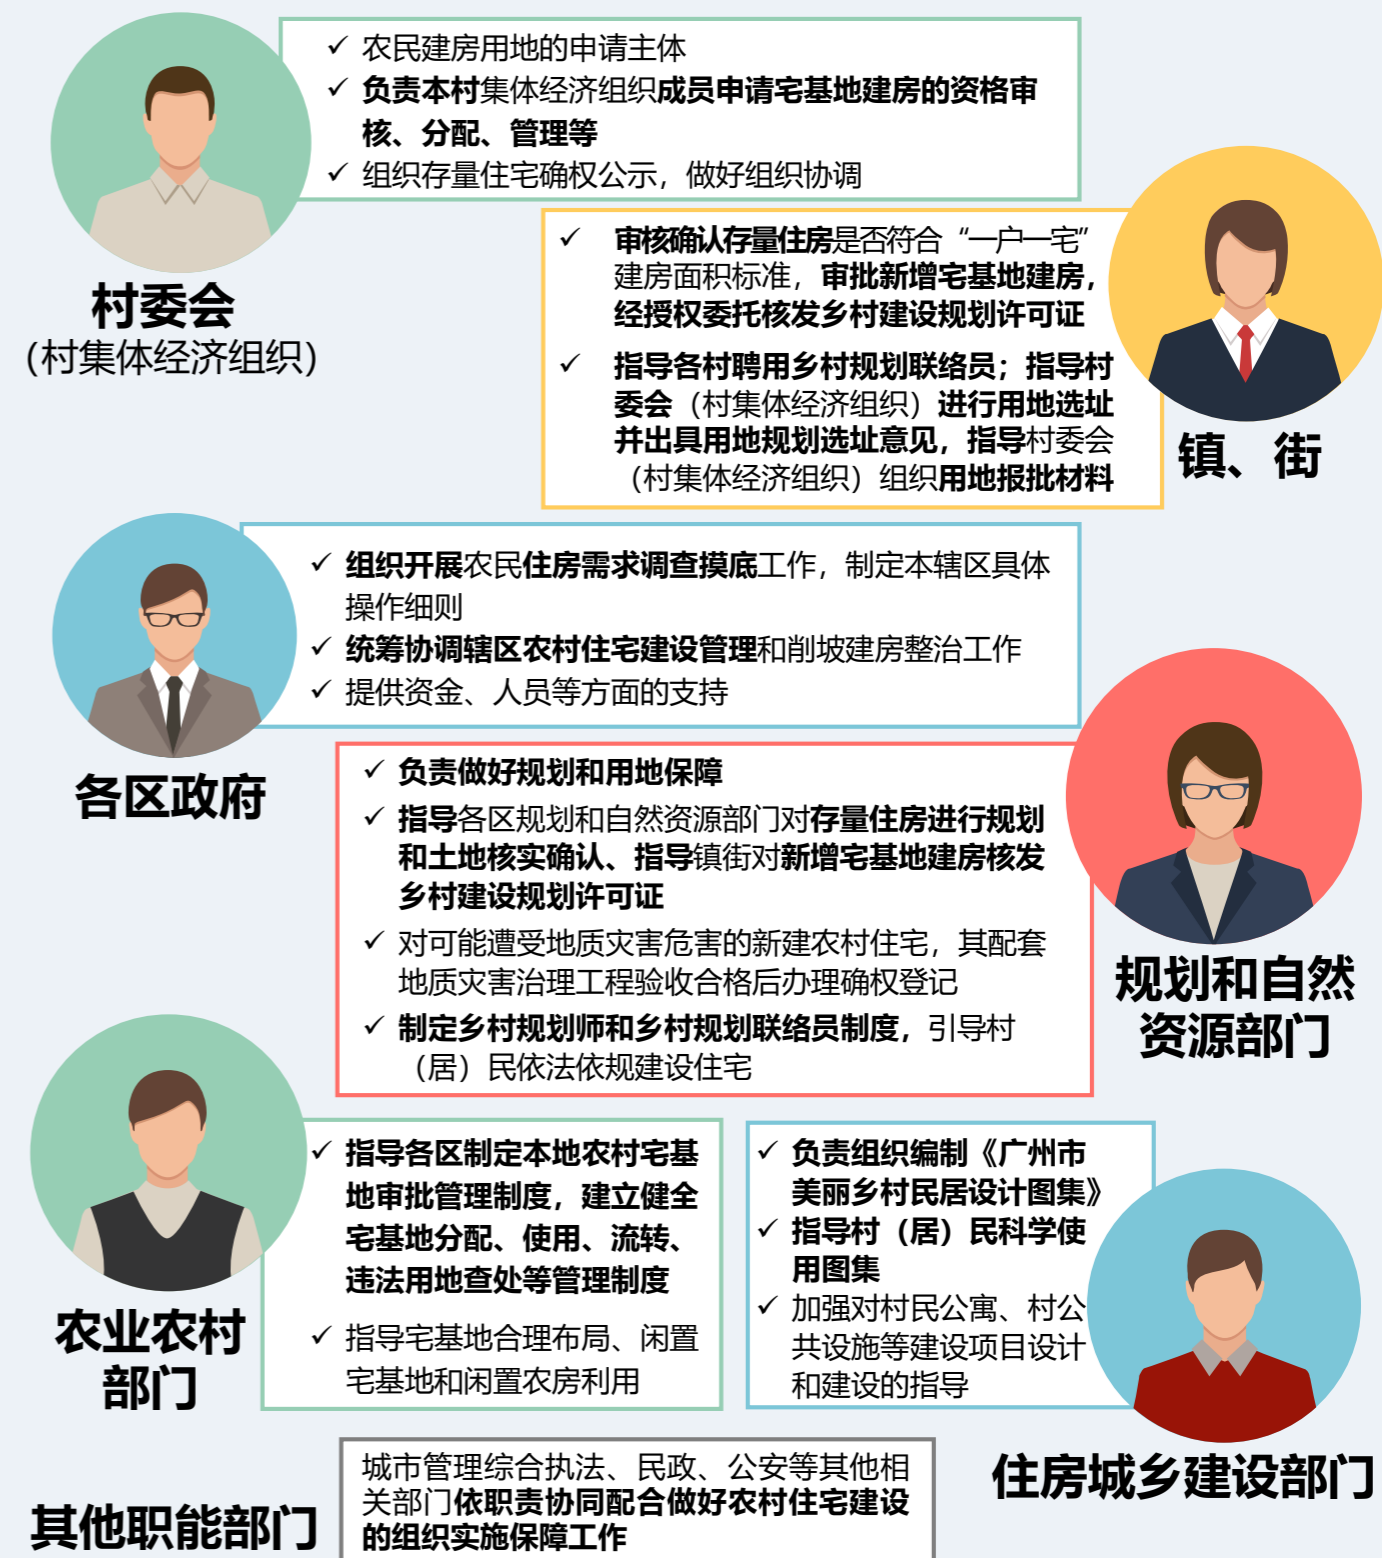 农民建房用地的申请主体
负责本村集体经济组织成员申请宅基地建房的资格审
核、分配、管理等
组织存量住宅确权公示，做好组织协调
村委会
（村集体经济组织）
审核确认存量住房是否符合“一户一宅”
建房面积标准，审批新增宅基地建房，
经授权委托核发乡村建设规划许可证
指导各村聘用乡村规划联络员；指导村
委会（村集体经济组织）进行用地选址
并出具用地规划选址意见，指导村委会
（村集体经济组织）组织用地报批材料
镇、街
组织开展农民住房需求调查摸底工作，制定本辖区具体
操作细则
统筹协调辖区农村住宅建设管理和削坡建房整治工作
提供资金、人员等方面的支持
各区政府
负责做好规划和用地保障
指导各区规划和自然资源部门对存量住房进行规划
和土地核实确认、指导镇街对新增宅基地建房核发
乡村建设规划许可证
对可能遭受地质灾害危害的新建农村住宅，其配套
地质灾害治理工程验收合格后办理确权登记
制定乡村规划师和乡村规划联络员制度，引导村
（居）民依法依规建设住宅
规划和自然
资源部门
指导各区制定本地农村宅基
地审批管理制度，建立健全
宅基地分配、使用、流转、
违法用地查处等管理制度
指导宅基地合理布局、闲置
宅基地和闲置农房利用
农业农村
部门
负责组织编制《广州市
美丽乡村民居设计图集》
指导村（居）民科学使
用图集
加强对村民公寓、村公
共设施等建设项目设计
和建设的指导
住房城乡建设部门
其他职能部门
城市管理综合执法、民政、公安等其他相
关部门依职责协同配合做好农村住宅建设
的组织实施保障工作